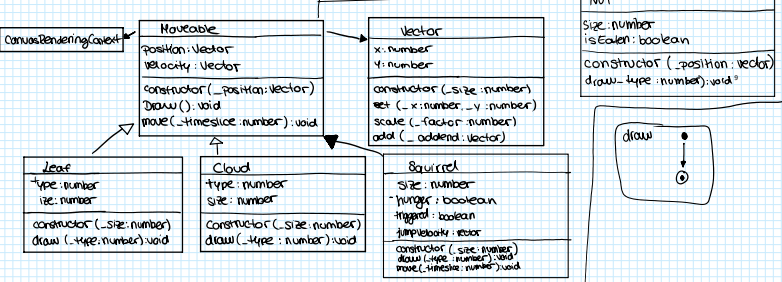 Moveable
position: Vector
velocity: Vector
constructor (_position: Vector)
Draw(): void
move(_timeslice: number): void
CanvasRenderingContext
Vector
x: number
y: number
constructor (_size: number)
set (_x: number, _y: number)
scale (_factor: number)
add (_addend: Vector)
NUT
size: number
isEaten: boolean
constructor (_position: Vector)
draw_type: number): void
draw
Leaf
type: number
ize: number
constructor (_size: number)
draw (_type: number): void
Cloud
type: number
size: number
constructor (_size: number)
draw (_type: number): void
Squirrel
size: number
hunger: boolean
triggered: boolean
jumpVelocity: vector
constructor (_size: number)
draw (_type: number): void
move (_timeslice: number): void